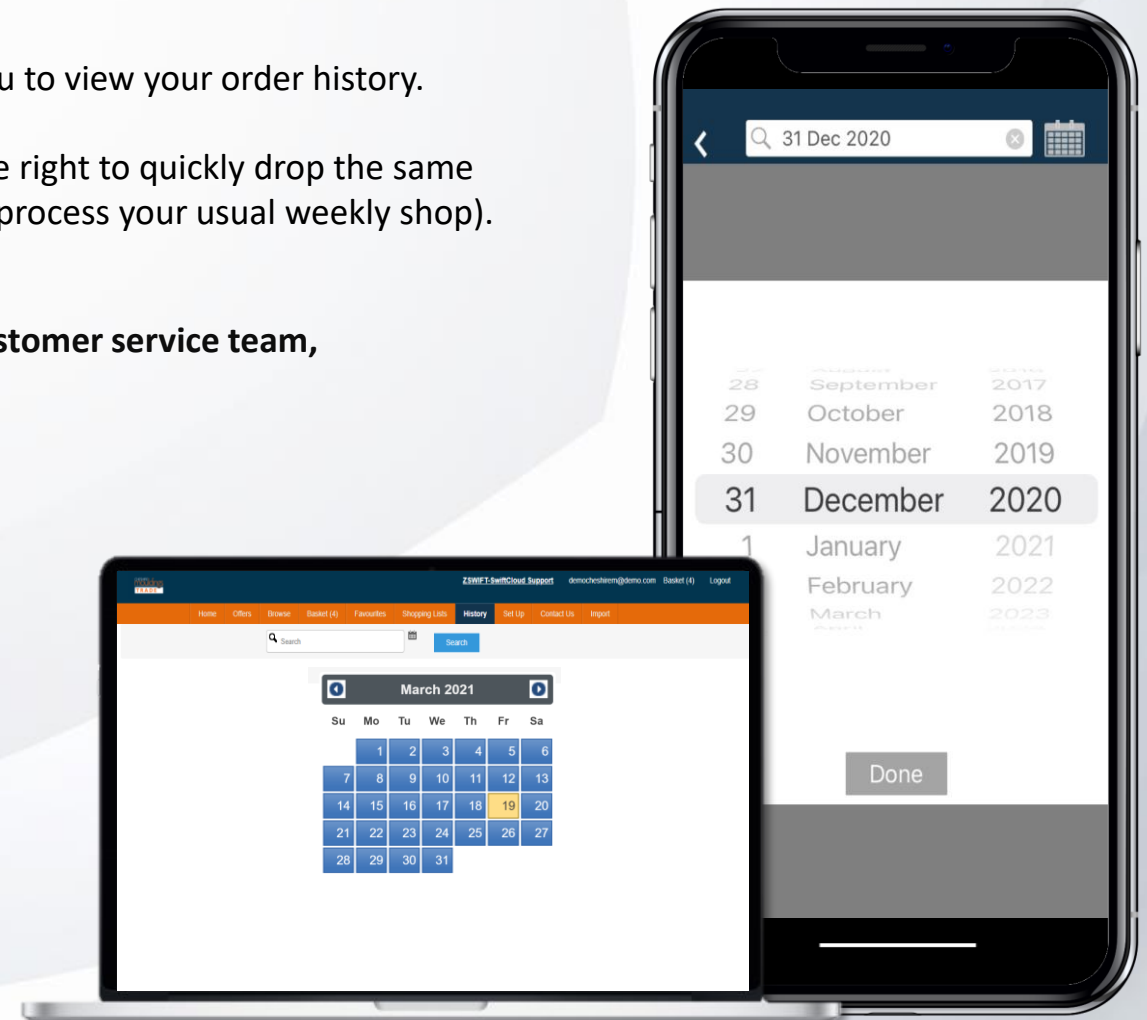 u to view your order history.
e right to quickly drop the same
process your usual weekly shop).
stomer service team,
31 Dec 2020
28 September 2017
29 October 2018
30 November 2019
31 December 2020
1 January 2021
February 2022
March 2023
Done
TRADE
ZSWIFT-SwiftCloud Support democheshirem@demo.com Basket (4) Logout
Home Offers Browse Basket (4) Favourites Shopping Lists History Set Up Contact Us Import
Search Search
March 2021
Su Mo Tu We Th Fr Sa
1 2 3 4 5 6
7 8 9 10 11 12 13
14 15 16 17 18 19 20
21 22 23 24 25 26 27
28 29 30 31